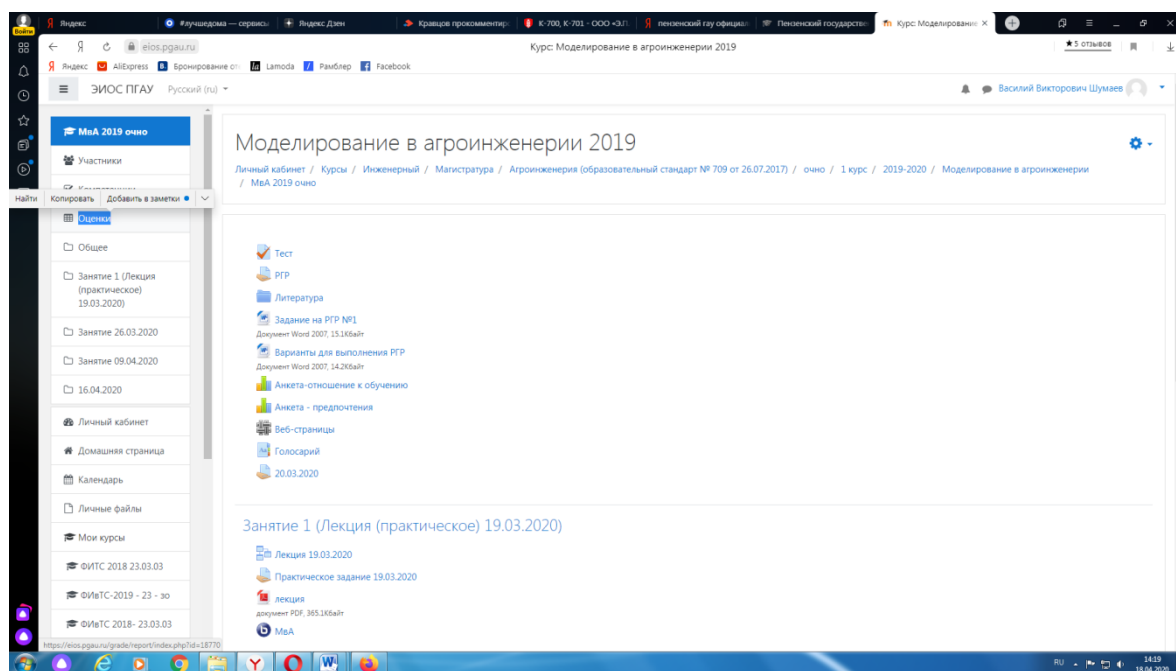 Войти
Яндекс
#лучшедома — сервисы
Яндекс Дзен
Кравцов прокомментир
К-700, К-701 - ООО «Э.П.
пензенский гау официал
Пензенский государстве
Курс: Моделирование
eios.pgau.ru
Курс: Моделирование в агроинженерии 2019
★5 отзывов
Яндекс
AliExpress
Бронирование оте
Lamoda
Рамблер
Facebook
ЭИОС ПГАУ
Русский (ru)
Василий Викторович Шумаев
МвА 2019 очно
Участники
Компетенции
Найти
Копировать
Добавить в заметки
Оценки
Общее
Занятие 1 (Лекция
(практическое)
19.03.2020)
Занятие 26.03.2020
Занятие 09.04.2020
16.04.2020
Личный кабинет
Домашняя страница
Календарь
Личные файлы
Мои курсы
ФИТС 2018 23.03.03
ФИвТС-2019 - 23 - зо
ФИвТС 2018- 23.03.03
https://eios.pgau.ru/grade/report/index.php?id=18770
Моделирование в агроинженерии 2019
Личный кабинет / Курсы / Инженерный / Магистратура / Агроинженерия (образовательный стандарт № 709 от 26.07.2017) / очно / 1 курс / 2019-2020 / Моделирование в агроинженерии
/ МвА 2019 очно
Тест
РГР
Литература
Задание на РГР №1
Документ Word 2007, 15.1Кбайт
Варианты для выполнения РГР
Документ Word 2007, 14.2Кбайт
Анкета-отношение к обучению
Анкета - предпочтения
Веб-страницы
Голосарий
20.03.2020
Занятие 1 (Лекция (практическое) 19.03.2020)
Лекция 19.03.2020
Практическое задание 19.03.2020
лекция
документ PDF, 365.1Кбайт
МвА
RU
14:19
18.04.2020